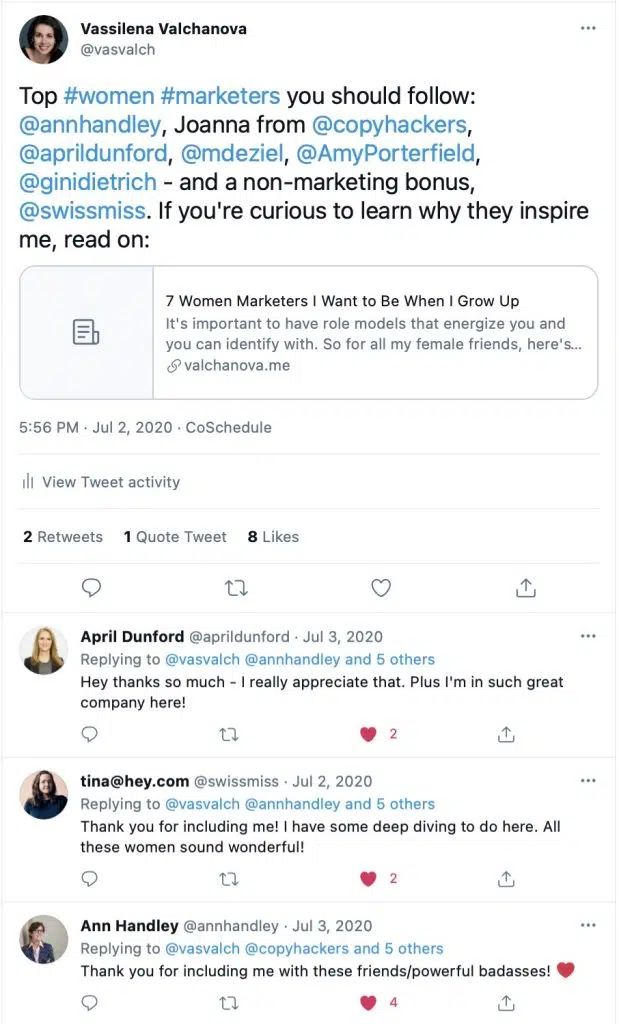 Vassilena Valchanova
@vasvalch
Top #women #marketers you should follow:
@annhandley, Joanna from @copyhackers,
@aprildunford, @mdeziel, @AmyPorterfield,
@ginidietrich - and a non-marketing bonus,
@swissmiss. If you're curious to learn why they inspire
me, read on:
7 Women Marketers I Want to Be When I Grow Up
It's important to have role models that energize you and
you can identify with. So for all my female friends, here's...
valchanova.me
5:56 PM · Jul 2, 2020 · CoSchedule
View Tweet activity
2 Retweets 1 Quote Tweet 8 Likes
April Dunford @aprildunford · Jul 3, 2020
Replying to @vasvalch @annhandley and 5 others
Hey thanks so much - I really appreciate that. Plus I'm in such great
company here!
2
tina@hey.com @swissmiss · Jul 2, 2020
Replying to @vasvalch @annhandley and 5 others
Thank you for including me! I have some deep diving to do here. All
these women sound wonderful!
2
Ann Handley @annhandley · Jul 3, 2020
Replying to @vasvalch @copyhackers and 5 others
Thank you for including me with these friends/powerful badasses! ❤️
4